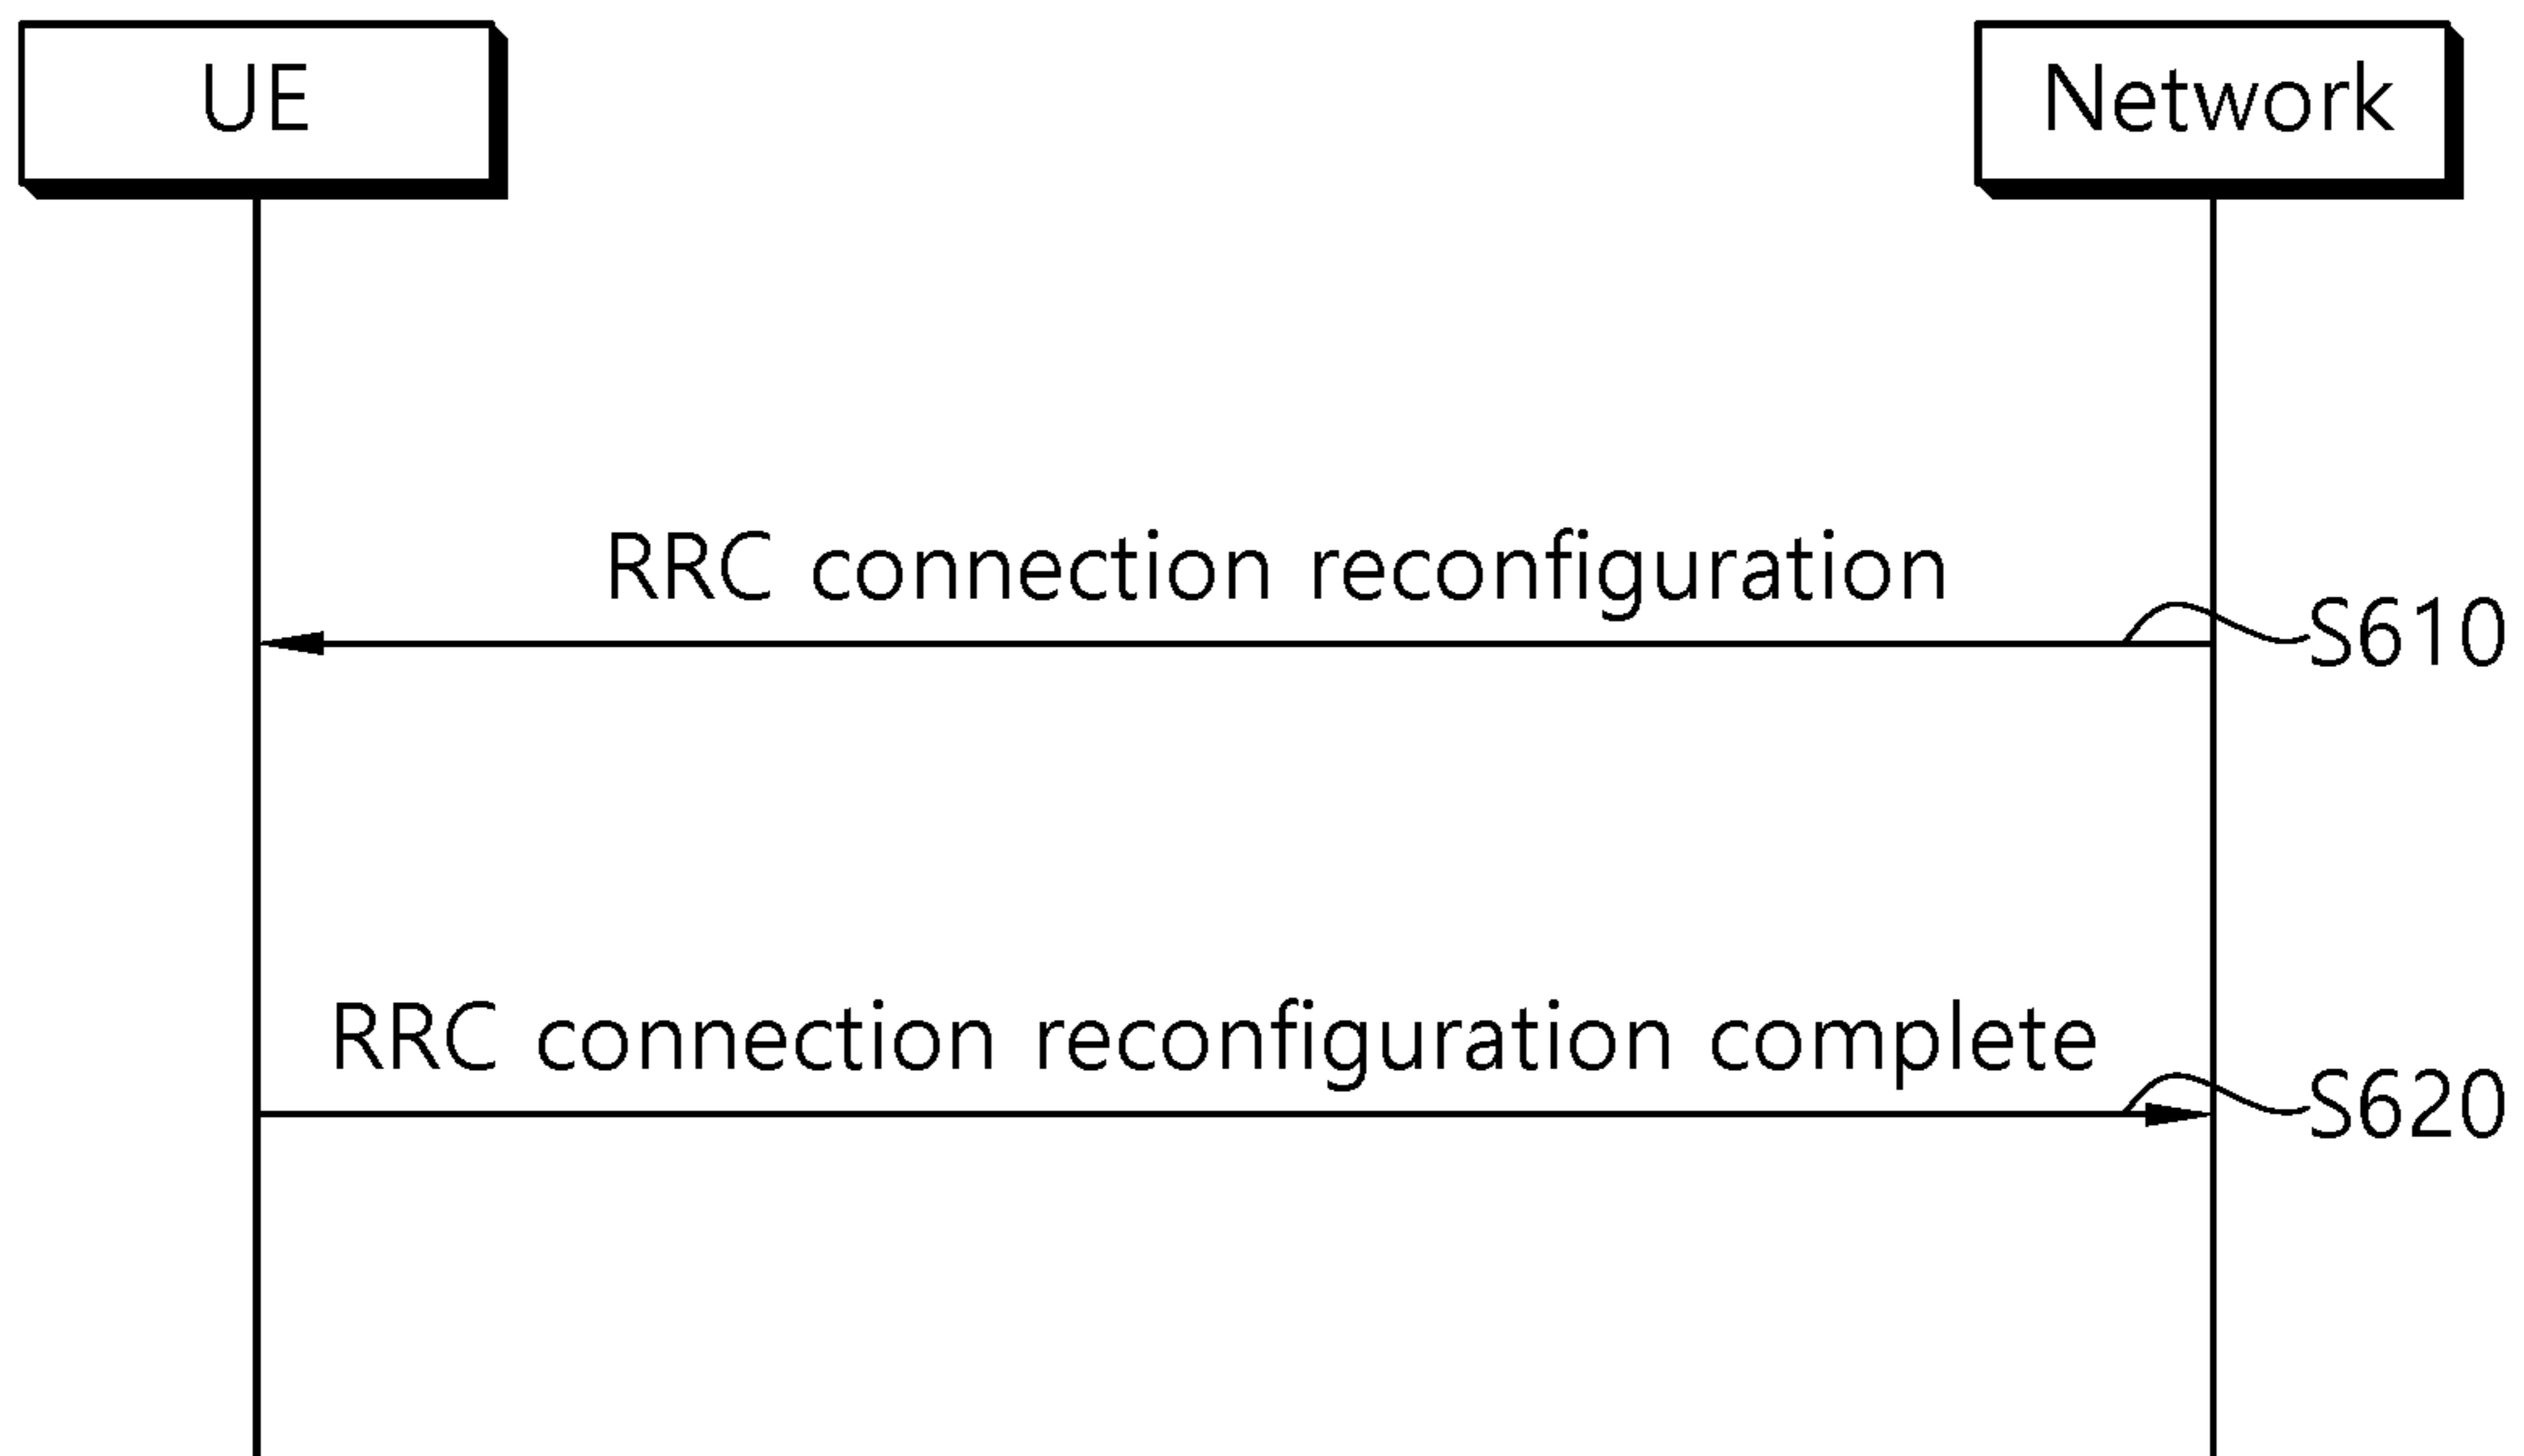 UE
Network
RRC connection reconfiguration
S610
RRC connection reconfiguration complete
S620